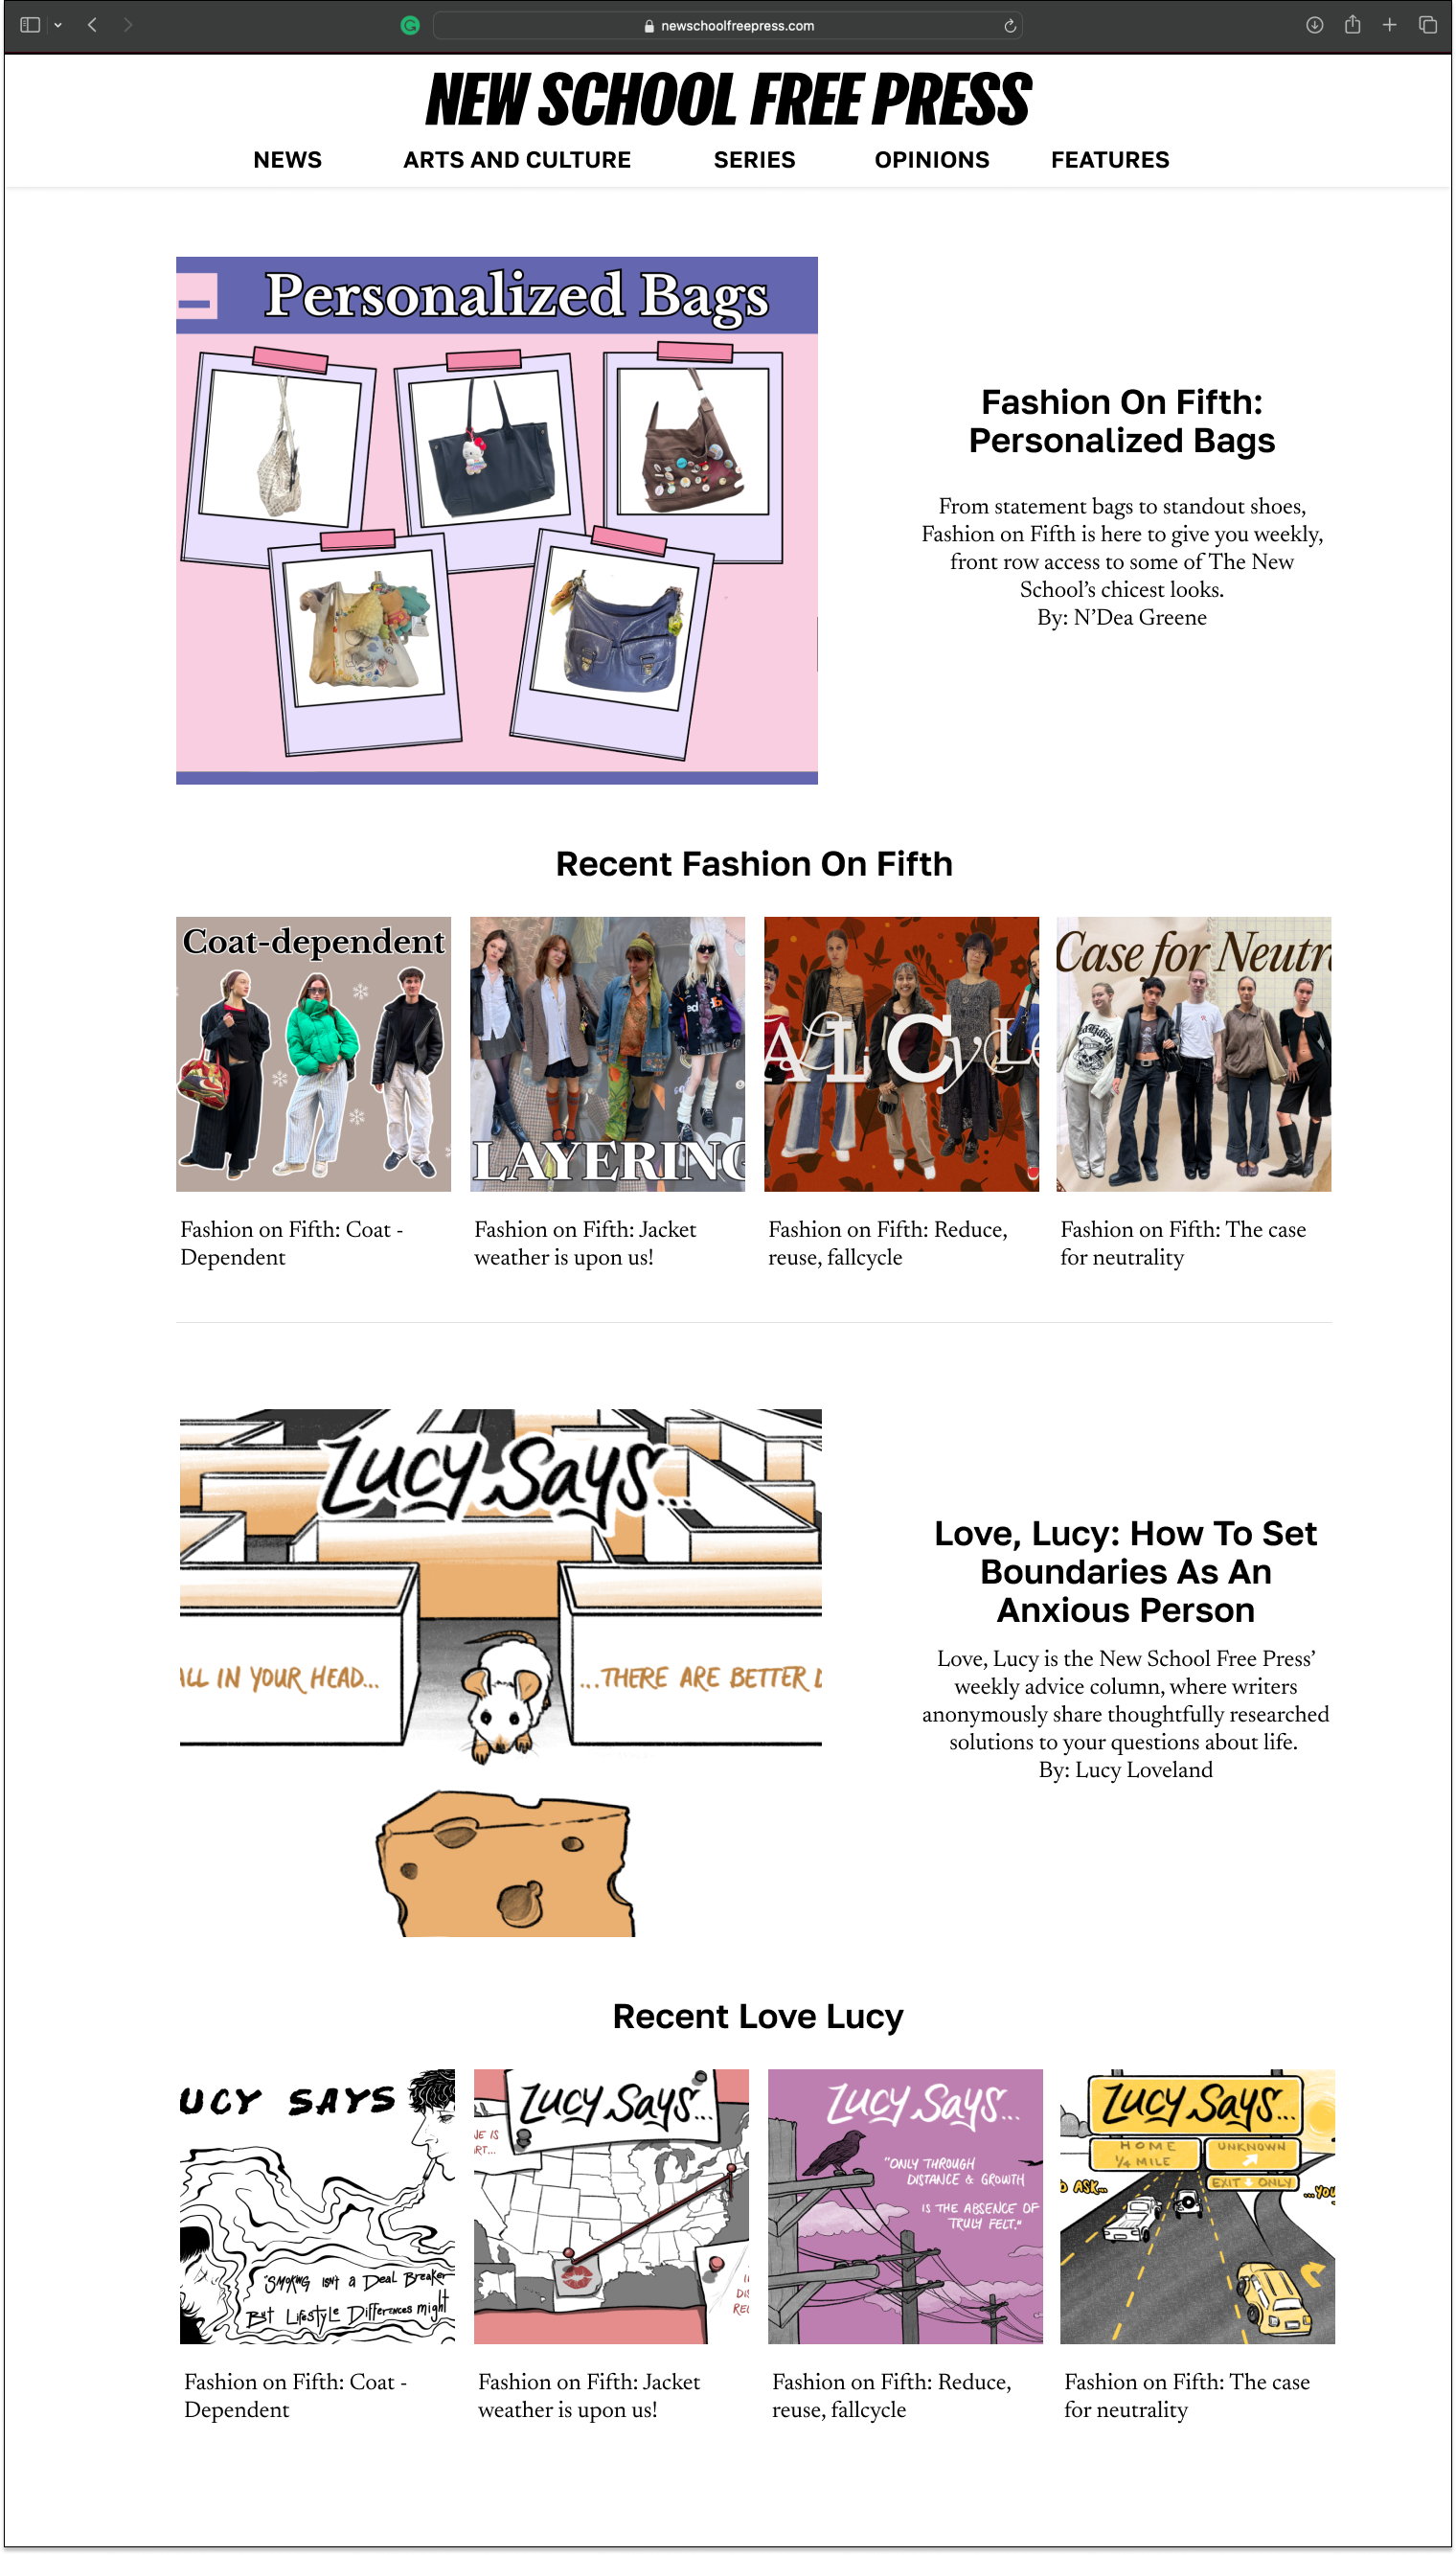 newschoolfreepress.com
NEW SCHOOL FREE PRESS
NEWS ARTS AND CULTURE SERIES OPINIONS FEATURES
Personalized Bags
Fashion On Fifth:
Personalized Bags
From statement bags to standout shoes,
Fashion on Fifth is here to give you weekly,
front row access to some of The New
School’s chicest looks.
By: N’Dea Greene
Recent Fashion On Fifth
Coat-dependent
LAYERING
ALLCycLe
Case for Neutr
Fashion on Fifth: Coat -
Dependent
Fashion on Fifth: Jacket
weather is upon us!
Fashion on Fifth: Reduce,
reuse, fallcycle
Fashion on Fifth: The case
for neutrality
Lucy Says...
ALL IN YOUR HEAD...
...THERE ARE BETTER D
Love, Lucy: How To Set
Boundaries As An
Anxious Person
Love, Lucy is the New School Free Press’
weekly advice column, where writers
anonymously share thoughtfully researched
solutions to your questions about life.
By: Lucy Loveland
Recent Love Lucy
UCY SAYS
"SMOKING ISN'T A Deal Breaker
But Lifestyle Differences might
Lucy Says...
Lucy Says...
"ONLY THROUGH
DISTANCE & GROWTH
IS THE ABSENCE OF
TRULY FELT."
Lucy Says...
HOME
1/4 MILE
UNKNOWN
EXIT ONLY
ASK...
...YOU
Fashion on Fifth: Coat -
Dependent
Fashion on Fifth: Jacket
weather is upon us!
Fashion on Fifth: Reduce,
reuse, fallcycle
Fashion on Fifth: The case
for neutrality